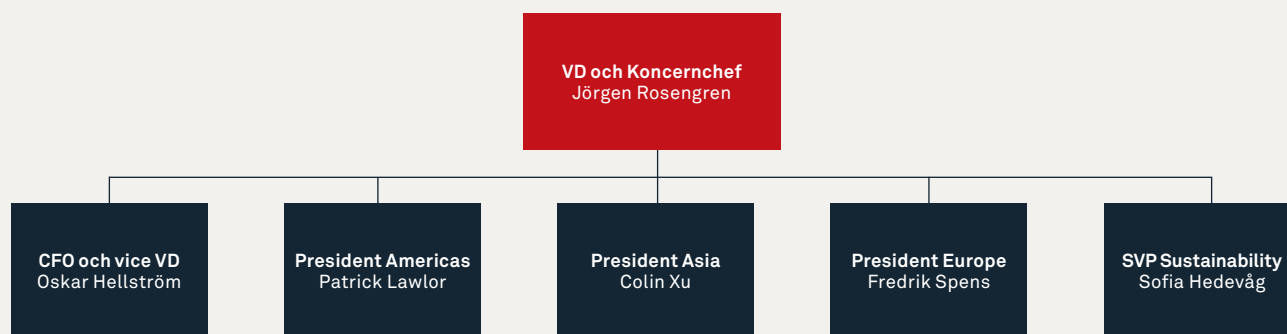 VD och Koncernchef
Jörgen Rosengren
CFO och vice VD
Oskar Hellström
President Americas
Patrick Lawlor
President Asia
Colin Xu
President Europe
Fredrik Spens
SVP Sustainability
Sofia Hedevåg